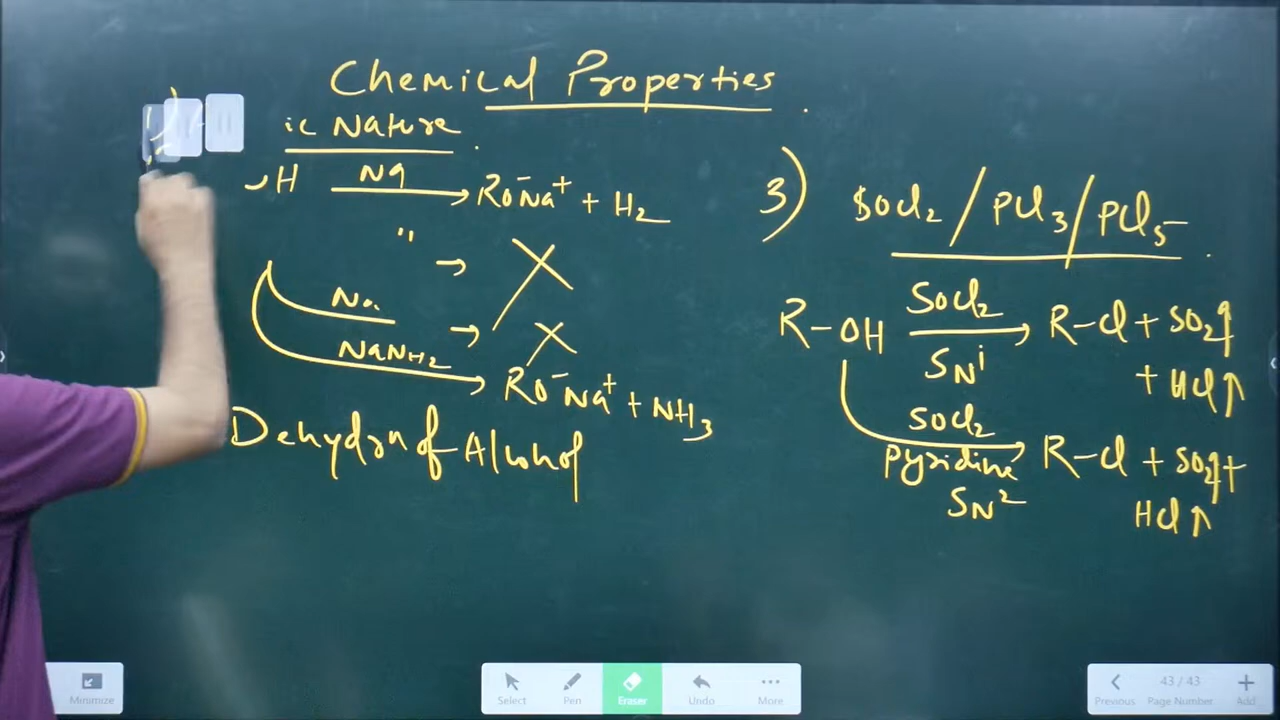 Chemical Properties
ic Nature
H Na → RO⁻Na⁺ + H₂
" →
→
NaNH₂ → RO⁻Na⁺ + NH₃
Dehydrn of Alcohol
3) SOCl₂ / PCl₃ / PCl₅
R-OH SOCl₂ → R-Cl + SO₂↑
SNⁱ + HCl↑
SOCl₂ → R-Cl + SO₂↑ +
Pyridine HCl↑
SN²
Minimize
Select Pen Eraser Undo More
43 / 43
Previous Page Number Add